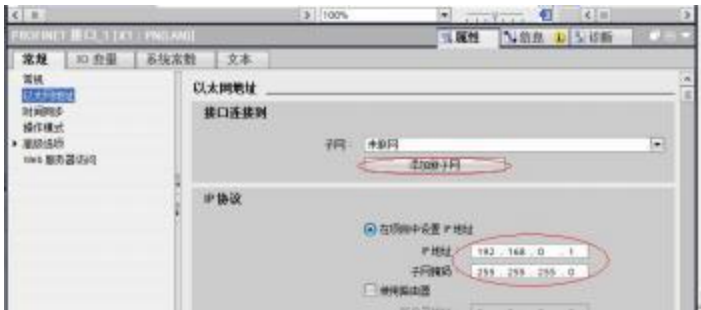 100%
PROFINET 接口_1 [X1 : PN(LAN)]
属性 信息 诊断
常规 IO 变量 系统常数 文本
常规
以太网地址
时间同步
操作模式
高级选项
Web 服务器访问
以太网地址
接口连接到
子网: 未联网
添加新子网
IP 协议
在项目中设置 IP 地址
IP 地址: 192 . 168 . 0 . 1
子网掩码: 255 . 255 . 255 . 0
使用路由器